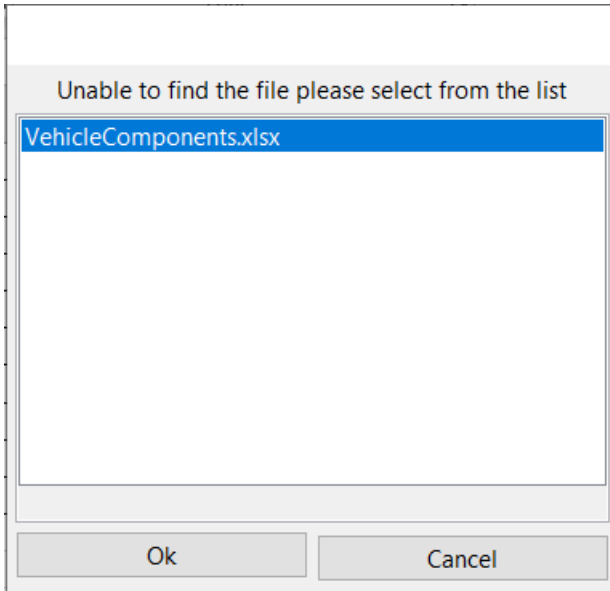 Unable to find the file please select from the list
VehicleComponents.xlsx
Ok
Cancel